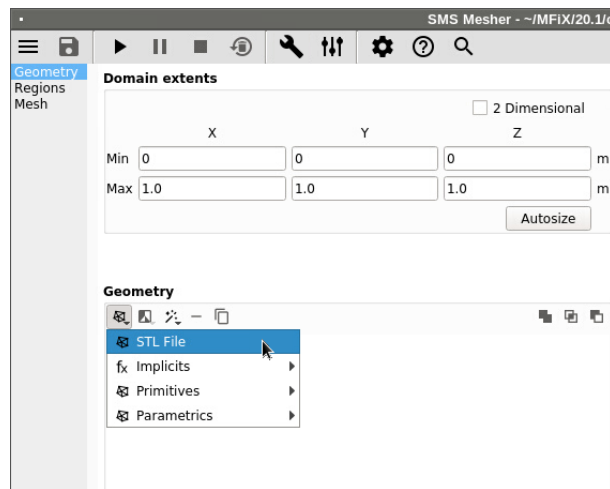 SMS Mesher - ~/MFiX/20.1/
Geometry
Regions
Mesh
Domain extents
2 Dimensional
X Y Z
Min 0 0 0 m
Max 1.0 1.0 1.0 m
Autosize
Geometry
STL File
fx Implicits
Primitives
Parametrics